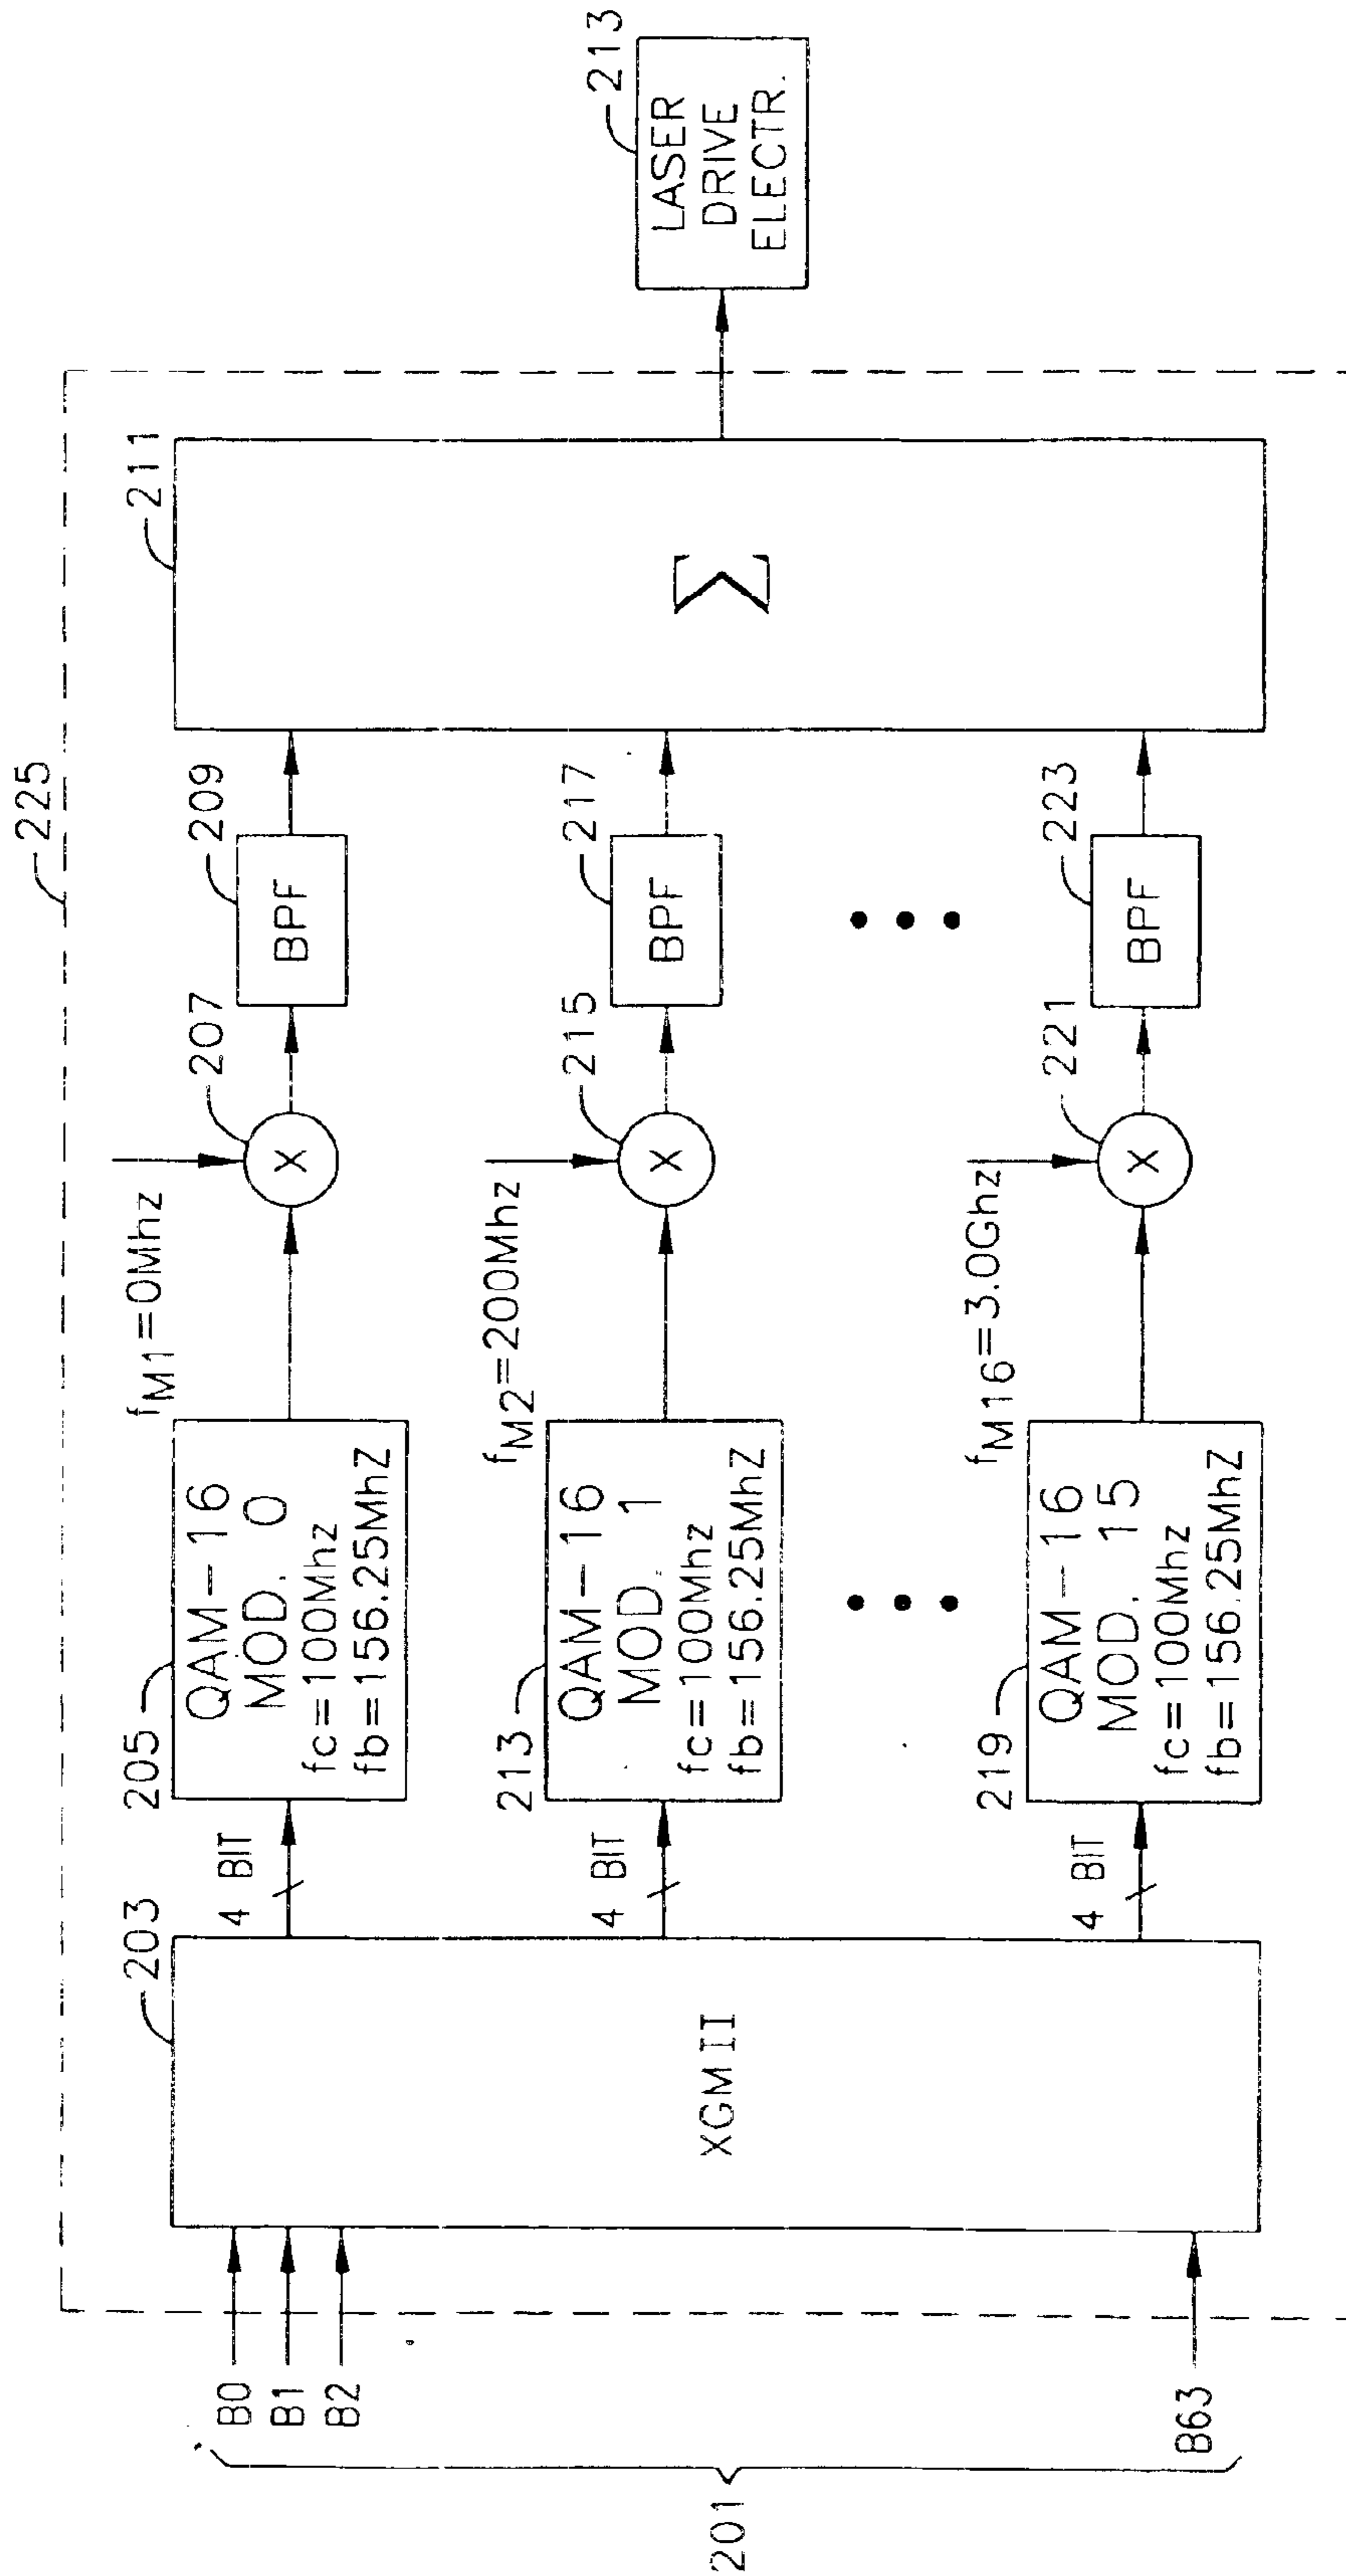 225
201
B0
B1
B2
B63
203
XGMII
4 BIT
4 BIT
4 BIT
205
QAM-16
MOD. 0
fc=100Mhz
fb=156.25MhZ
213
QAM-16
MOD. 1
fc=100Mhz
fb=156.25MhZ
219
QAM-16
MOD. 15
fc=100Mhz
fb=156.25MhZ
fM1=0Mhz
fM2=200Mhz
fM16=3.0Ghz
207
X
215
X
221
X
209
BPF
217
BPF
223
BPF
211
Σ
213
LASER
DRIVE
ELECTR.